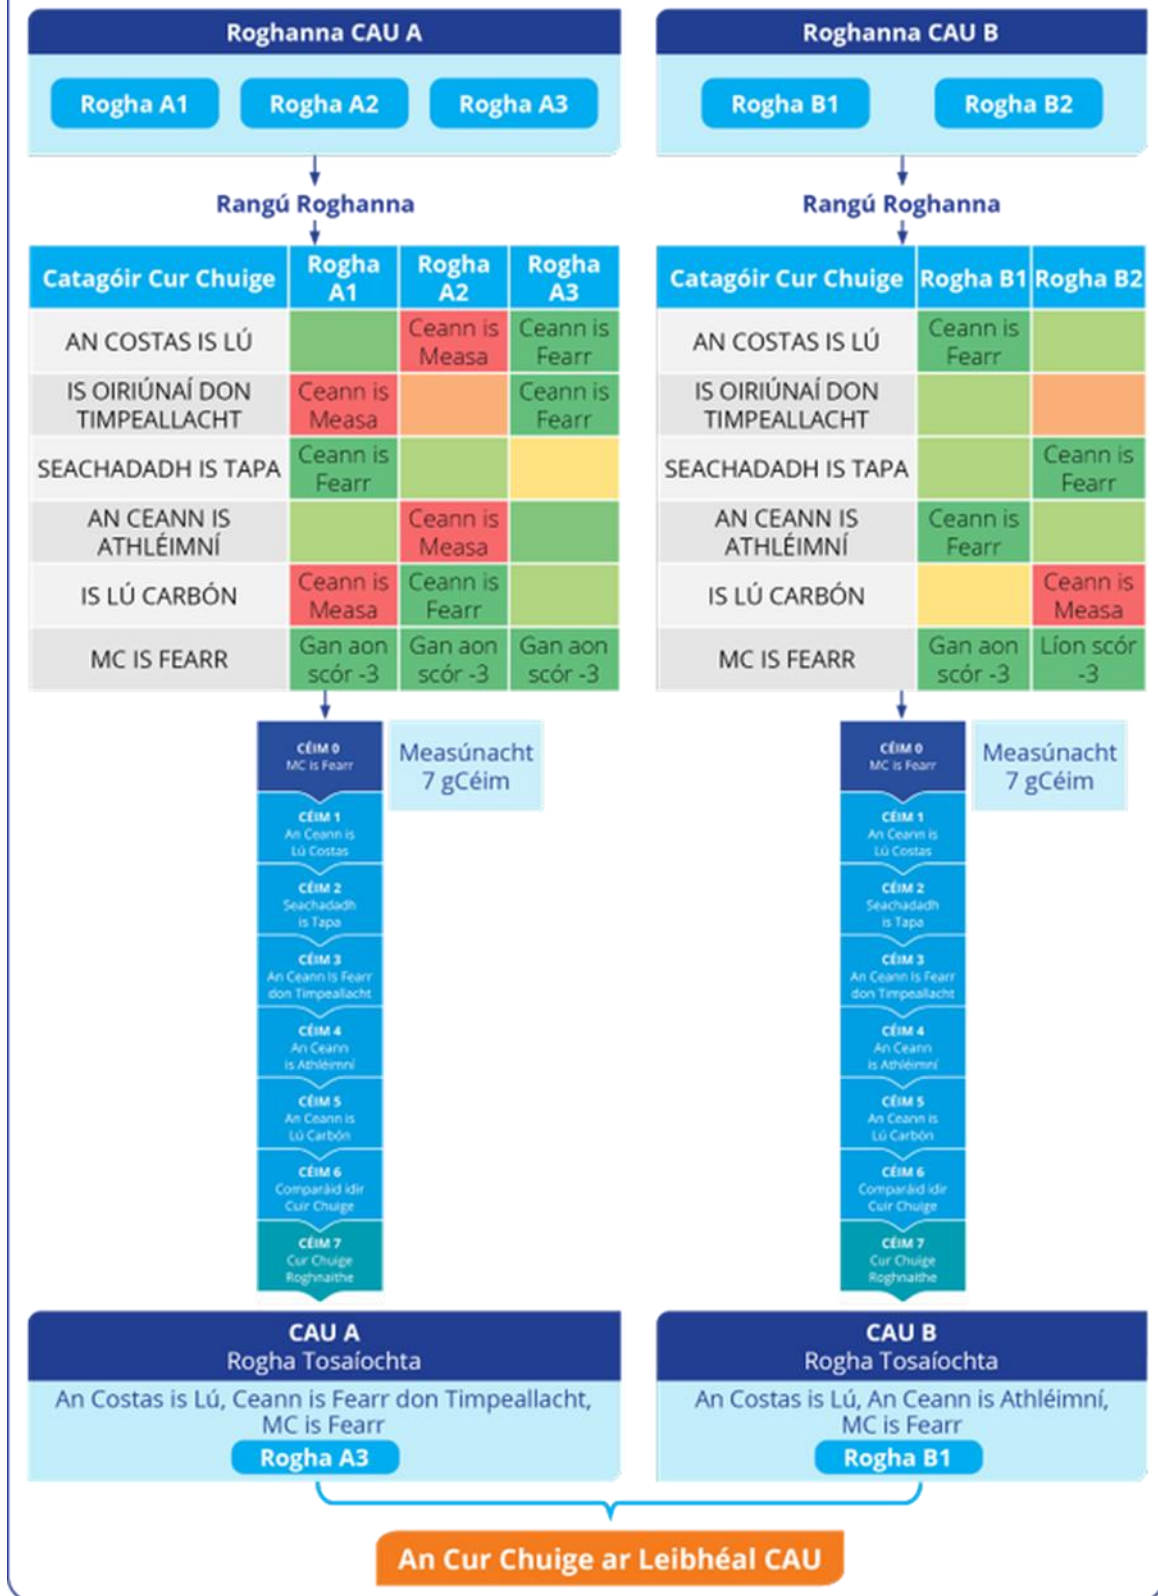 Roghanna CAU A
Rogha A1
Rogha A2
Rogha A3
Rangú Roghanna
Catagóir Cur Chuige
Rogha
A1
Rogha
A2
Rogha
A3
AN COSTAS IS LÚ
Ceann is
Measa
Ceann is
Fearr
IS OIRIÚNAÍ DON
TIMPEALLACHT
Ceann is
Measa
Ceann is
Fearr
SEACHADADH IS TAPA
Ceann is
Fearr
AN CEANN IS
ATHLÉIMNÍ
Ceann is
Measa
IS LÚ CARBÓN
Ceann is
Measa
Ceann is
Fearr
MC IS FEARR
Gan aon
scór -3
Gan aon
scór -3
Gan aon
scór -3
CÉIM 0
MC is Fearr
Measúnacht
7 gCéim
CÉIM 1
An Ceann is
Lú Costas
CÉIM 2
Seachadadh
is Tapa
CÉIM 3
An Ceann Is Fearr
don Timpeallacht
CÉIM 4
An Ceann
is Athléimní
CÉIM 5
An Ceann is
Lú Carbón
CÉIM 6
Comparáid idir
Cuir Chuige
CÉIM 7
Cur Chuige
Roghnaithe
CAU A
Rogha Tosaíochta
An Costas is Lú, Ceann is Fearr don Timpeallacht,
MC is Fearr
Rogha A3
Roghanna CAU B
Rogha B1
Rogha B2
Rangú Roghanna
Catagóir Cur Chuige
Rogha B1
Rogha B2
AN COSTAS IS LÚ
Ceann is
Fearr
IS OIRIÚNAÍ DON
TIMPEALLACHT
SEACHADADH IS TAPA
Ceann is
Fearr
AN CEANN IS
ATHLÉIMNÍ
Ceann is
Fearr
IS LÚ CARBÓN
Ceann is
Measa
MC IS FEARR
Gan aon
scór -3
Líon scór
-3
CÉIM 0
MC is Fearr
Measúnacht
7 gCéim
CÉIM 1
An Ceann is
Lú Costas
CÉIM 2
Seachadadh
is Tapa
CÉIM 3
An Ceann Is Fearr
don Timpeallacht
CÉIM 4
An Ceann
is Athléimní
CÉIM 5
An Ceann is
Lú Carbón
CÉIM 6
Comparáid idir
Cuir Chuige
CÉIM 7
Cur Chuige
Roghnaithe
CAU B
Rogha Tosaíochta
An Costas is Lú, An Ceann is Athléimní,
MC is Fearr
Rogha B1
An Cur Chuige ar Leibhéal CAU